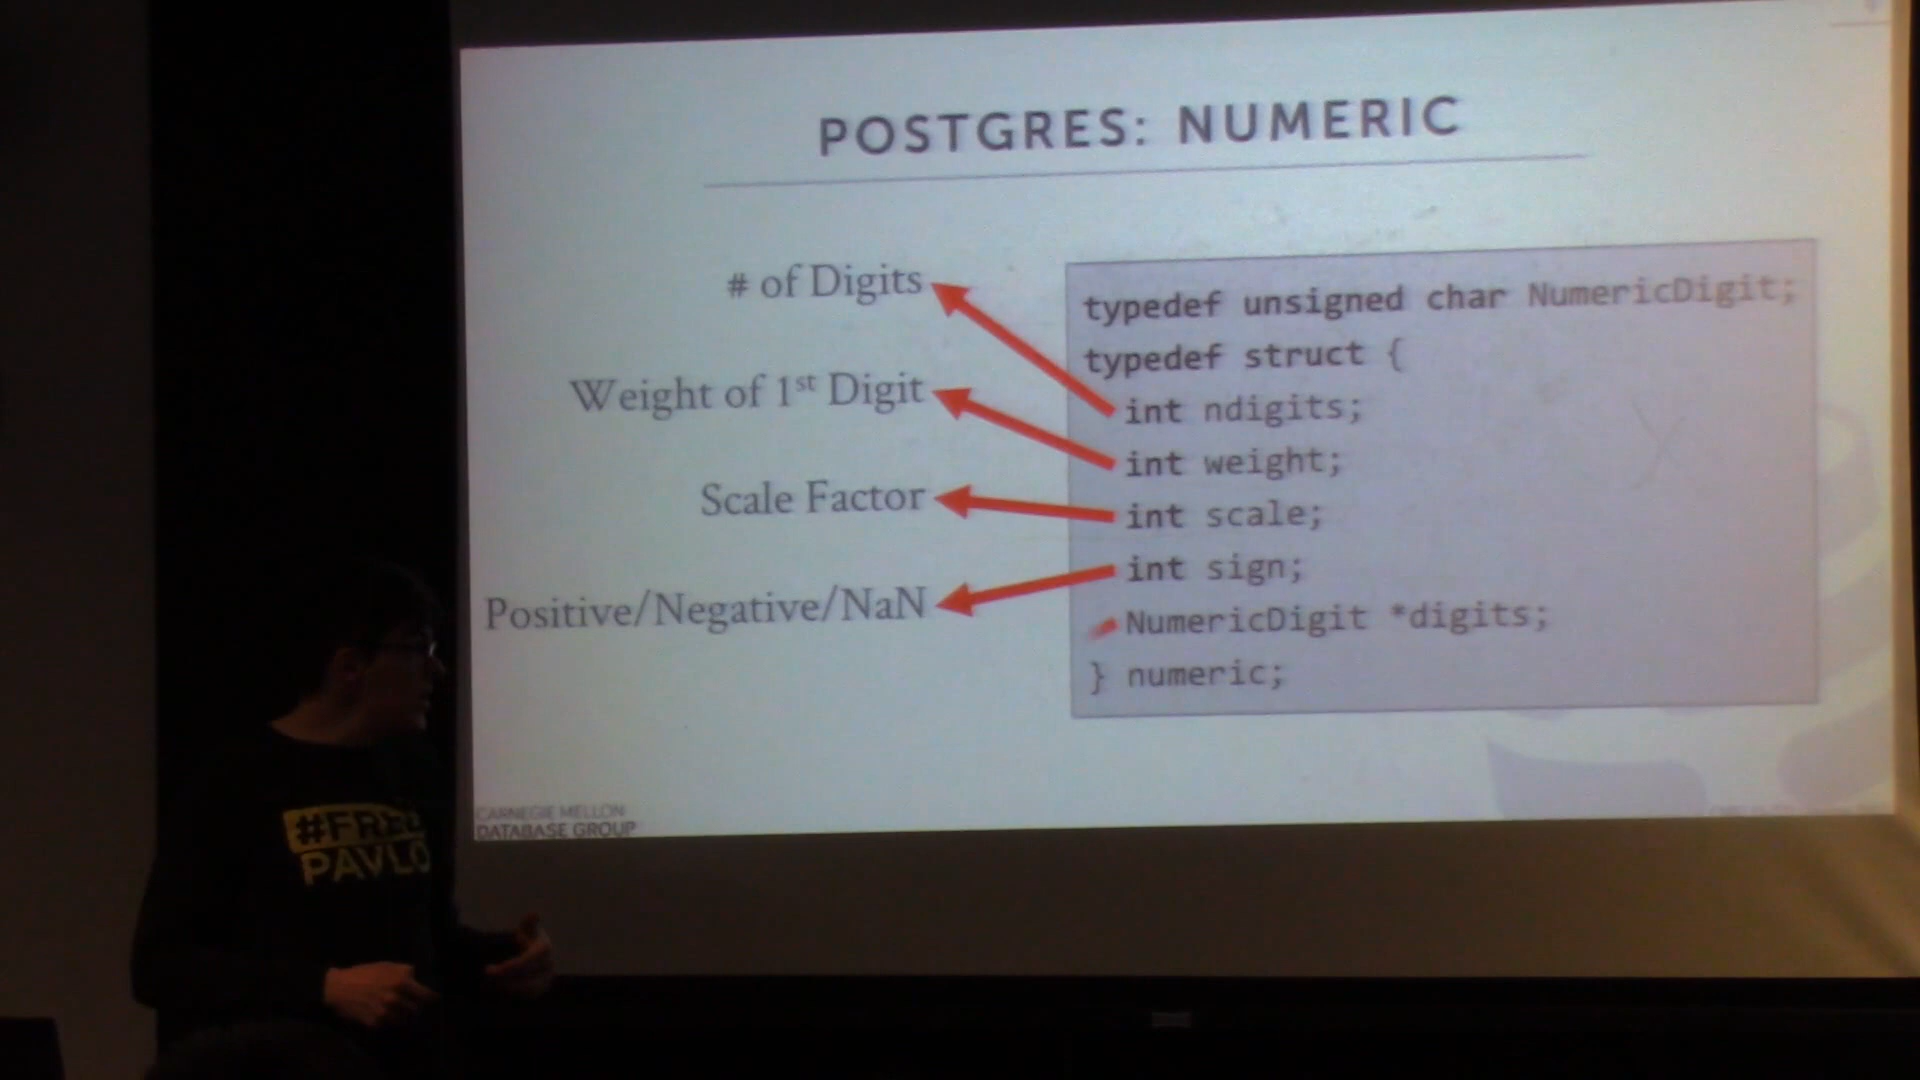 POSTGRES: NUMERIC
# of Digits
Weight of 1st Digit
Scale Factor
Positive/Negative/NaN
typedef unsigned char NumericDigit;
typedef struct {
int ndigits;
int weight;
int scale;
int sign;
NumericDigit *digits;
} numeric;
CARNEGIE MELLON
DATABASE GROUP
#FREE
PAVLO